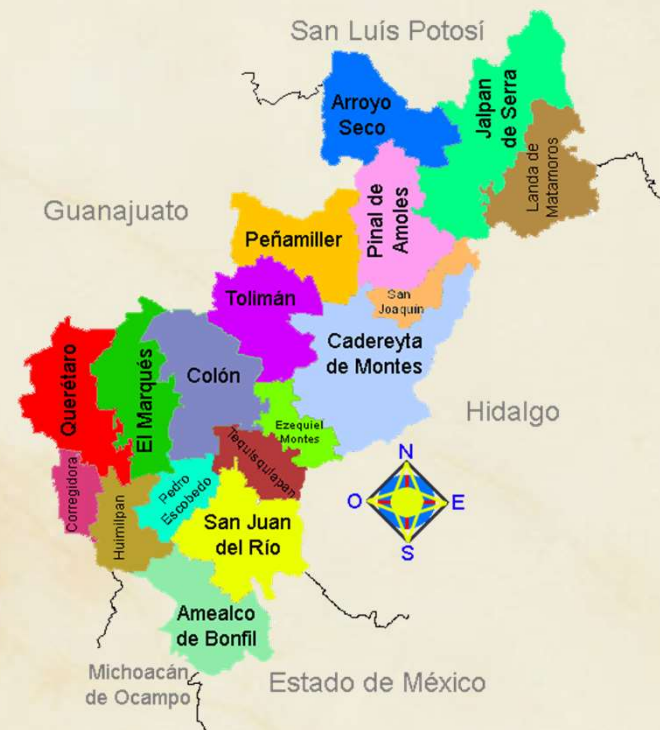 San Luís Potosí
Arroyo
Seco
Jalpan
de Serra
Landa de
Matamoros
Guanajuato
Pinal de
Amoles
Peñamiller
Tolimán
San
Joaquín
Cadereyta
de Montes
Querétaro
El Marqués
Colón
Hidalgo
Ezequiel
Montes
Tequisquiapan
N
O
E
S
Corregidora
Huimilpan
Pedro
Escobedo
San Juan
del Río
Amealco
de Bonfil
Michoacán
de Ocampo
Estado de México